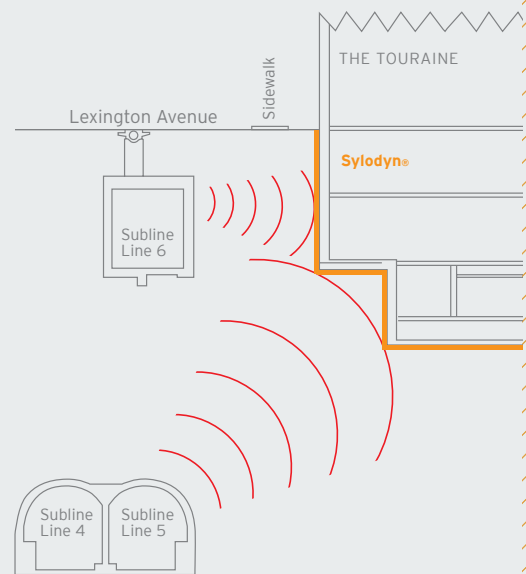 THE TOURAINE
Sidewalk
Lexington Avenue
Sylodyn®
Subline
Line 6
Subline
Line 4
Subline
Line 5